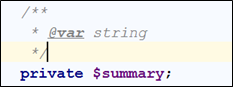 /**
* @var string
*/
private $summary;